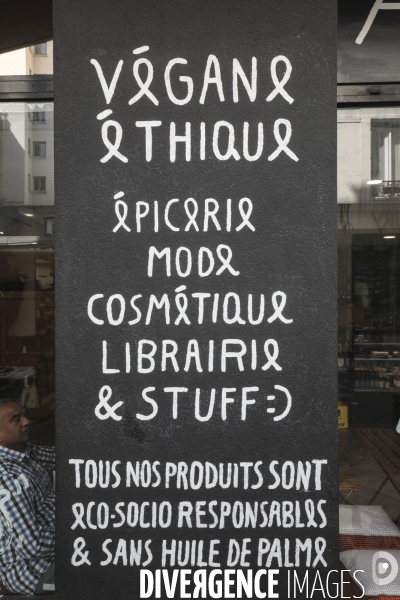 VÉGANE
ÉTHIQUE
ÉPICERIE
MODE
COSMÉTIQUE
LIBRAIRIE
& STUFF :)
TOUS NOS PRODUITS SONT
ECO-SOCIO RESPONSABLES
& SANS HUILE DE PALME
DIVERGENCE IMAGES